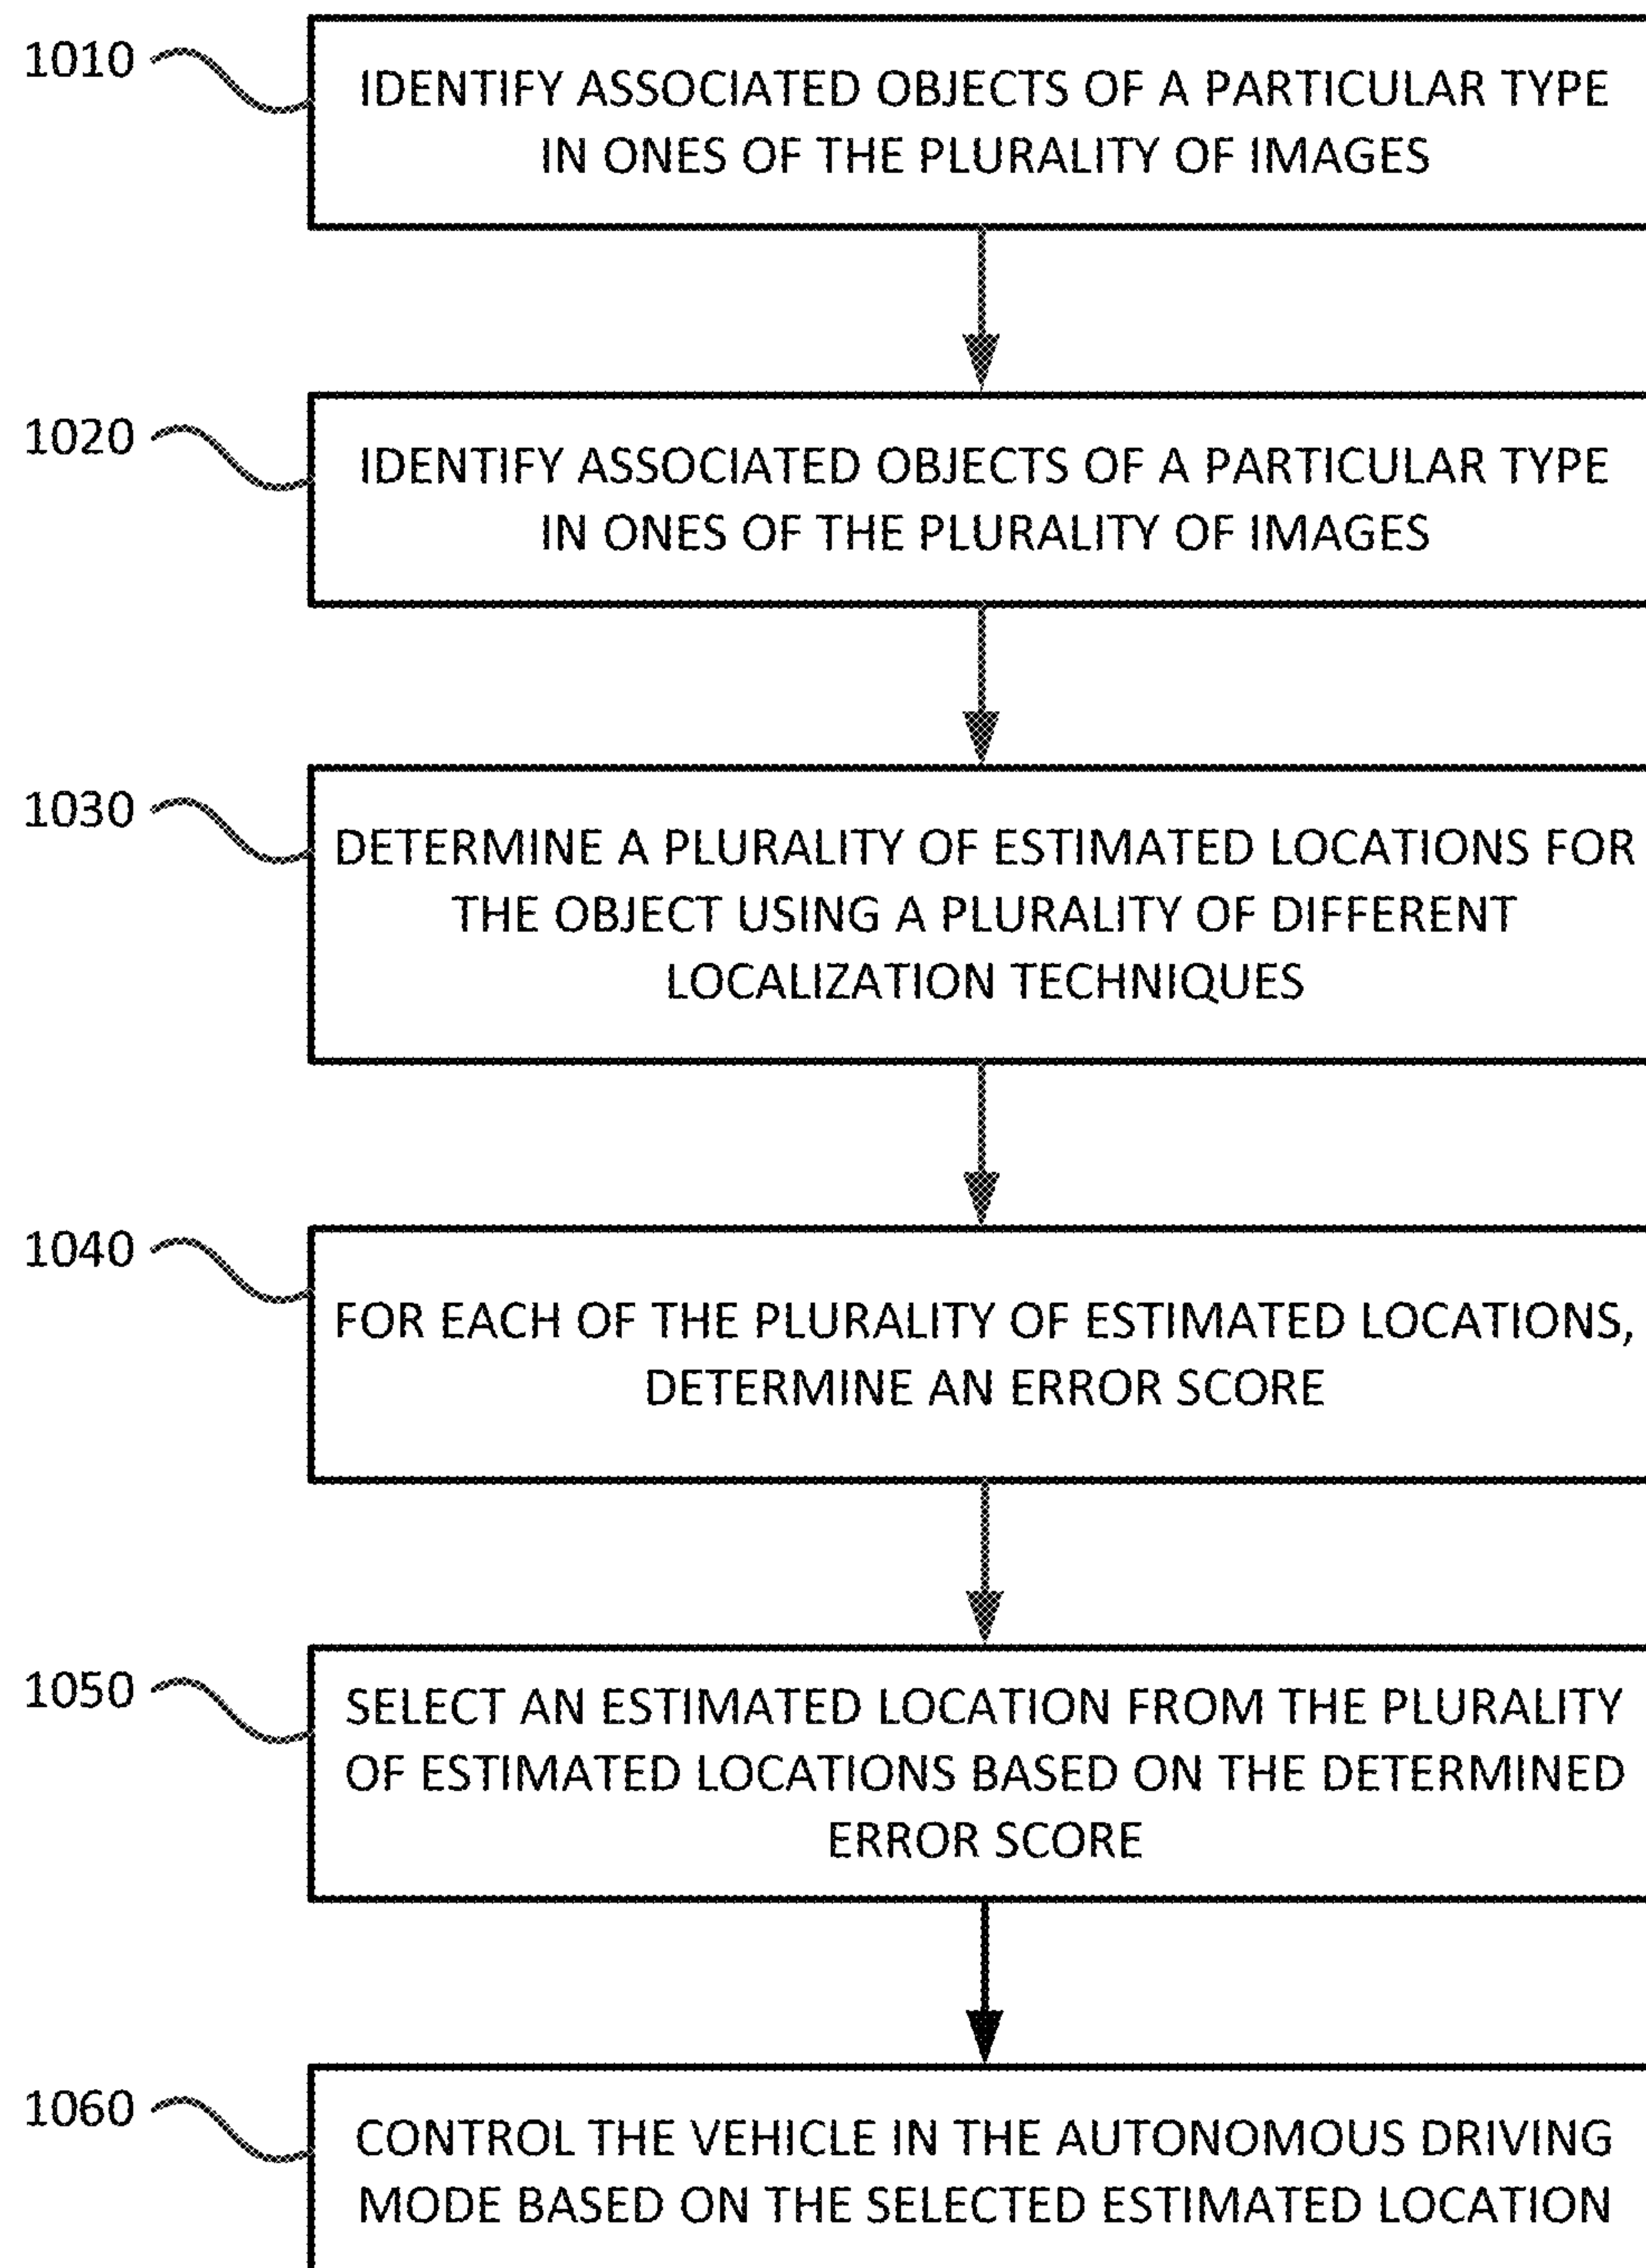 1010
IDENTIFY ASSOCIATED OBJECTS OF A PARTICULAR TYPE
IN ONES OF THE PLURALITY OF IMAGES
1020
IDENTIFY ASSOCIATED OBJECTS OF A PARTICULAR TYPE
IN ONES OF THE PLURALITY OF IMAGES
1030
DETERMINE A PLURALITY OF ESTIMATED LOCATIONS FOR
THE OBJECT USING A PLURALITY OF DIFFERENT
LOCALIZATION TECHNIQUES
1040
FOR EACH OF THE PLURALITY OF ESTIMATED LOCATIONS,
DETERMINE AN ERROR SCORE
1050
SELECT AN ESTIMATED LOCATION FROM THE PLURALITY
OF ESTIMATED LOCATIONS BASED ON THE DETERMINED
ERROR SCORE
1060
CONTROL THE VEHICLE IN THE AUTONOMOUS DRIVING
MODE BASED ON THE SELECTED ESTIMATED LOCATION